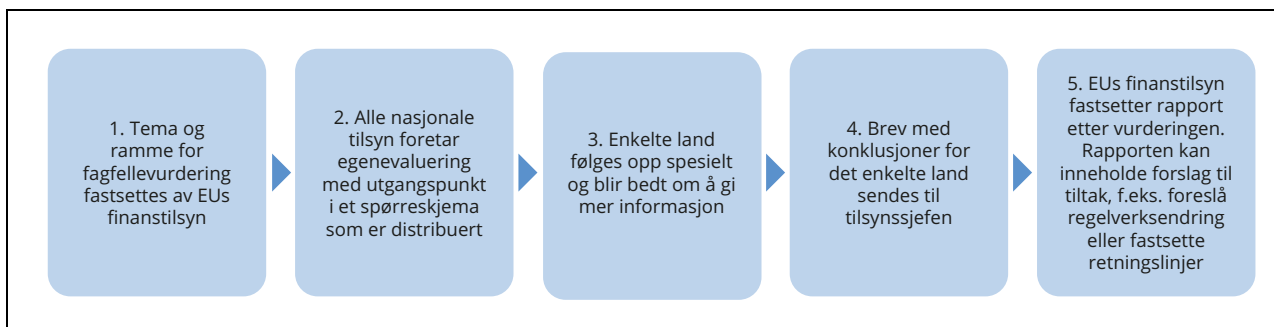 1. Tema og
ramme for
fagfellevurdering
fastsettes av EUs
finanstilsyn
2. Alle nasjonale
tilsyn foretar
egenevaluering
med utgangspunkt
i et spørreskjema
som er distribuert
3. Enkelte land
følges opp spesielt
og blir bedt om å gi
mer informasjon
4. Brev med
konklusjoner for
det enkelte land
sendes til
tilsynssjefen
5. EUs finanstilsyn
fastsetter rapport
etter vurderingen.
Rapporten kan
inneholde forslag til
tiltak, f.eks. foreslå
regelverksendring
eller fastsette
retningslinjer